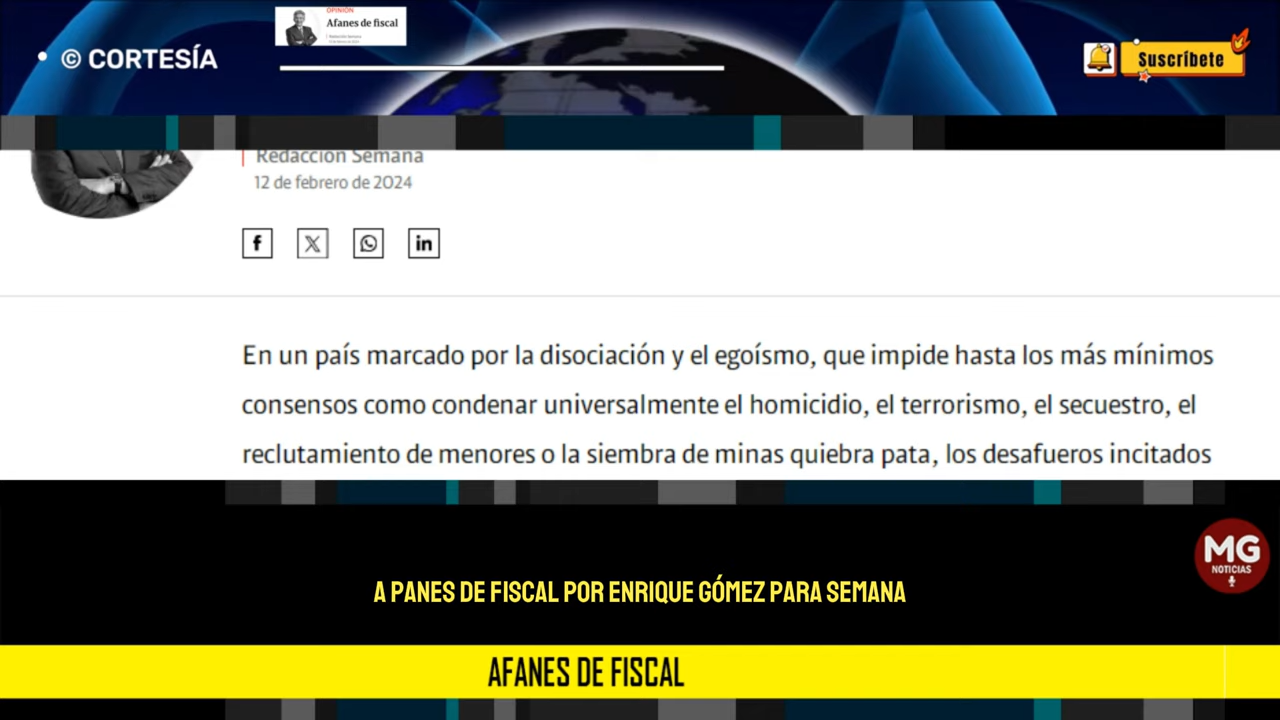 © CORTESÍA
OPINIÓN
Afanes de fiscal
Suscríbete
Redacción Semana
12 de febrero de 2024
En un país marcado por la disociación y el egoísmo, que impide hasta los más mínimos
consensos como condenar universalmente el homicidio, el terrorismo, el secuestro, el
reclutamiento de menores o la siembra de minas quiebra pata, los desafueros incitados
MG
NOTICIAS
A PANES DE FISCAL POR ENRIQUE GÓMEZ PARA SEMANA
AFANES DE FISCAL